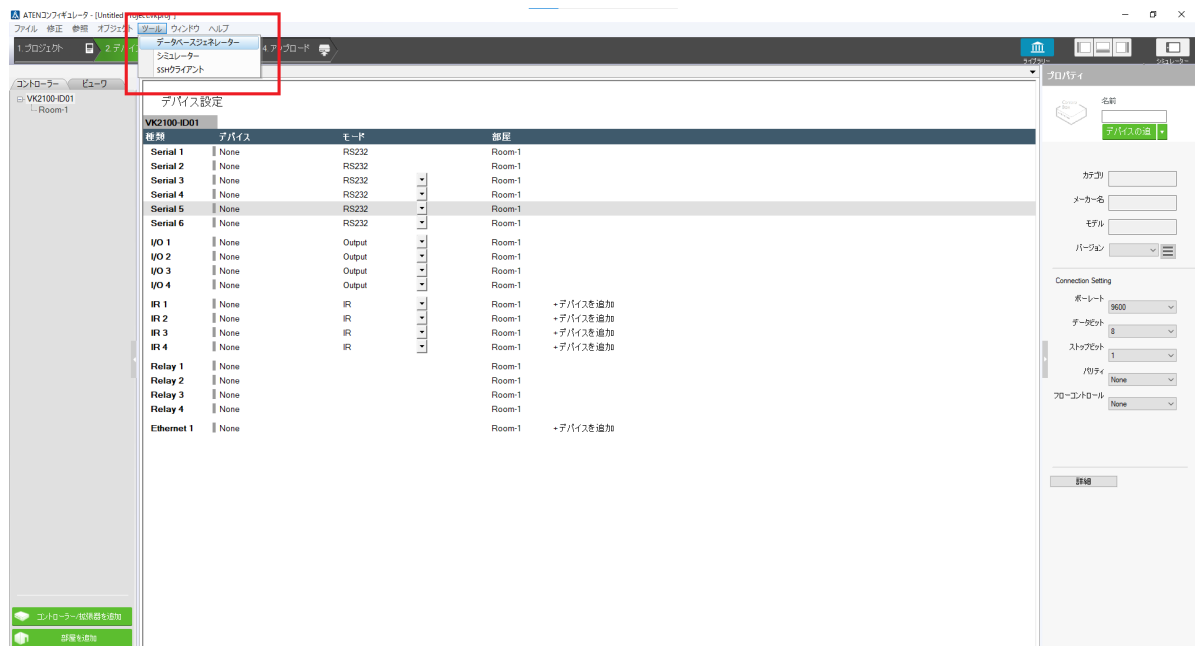 ATENコンフィギュレータ - [Untitled Project.vkproj*]
ファイル 修正 参照 オブジェクト ツール ウィンドウ ヘルプ
データベースジェネレーター
シミュレーター
SSHクライアント
1. プロジェクト 2. デバイ 4. アップロード
ライブラリー シミュレーター
コントローラー ビューワ
VK2100-ID01
Room-1
デバイス設定
VK2100-ID01
種類 デバイス モード 部屋
Serial 1 None RS232 Room-1
Serial 2 None RS232 Room-1
Serial 3 None RS232 Room-1
Serial 4 None RS232 Room-1
Serial 5 None RS232 Room-1
Serial 6 None RS232 Room-1
I/O 1 None Output Room-1
I/O 2 None Output Room-1
I/O 3 None Output Room-1
I/O 4 None Output Room-1
IR 1 None IR Room-1 +デバイスを追加
IR 2 None IR Room-1 +デバイスを追加
IR 3 None IR Room-1 +デバイスを追加
IR 4 None IR Room-1 +デバイスを追加
Relay 1 None Room-1
Relay 2 None Room-1
Relay 3 None Room-1
Relay 4 None Room-1
Ethernet 1 None Room-1 +デバイスを追加
コントローラー/拡張器を追加
部屋を追加
プロパティ
名前
デバイスの追
カテゴリ
メーカー名
モデル
バージョン
Connection Setting
ボーレート 9600
データビット 8
ストップビット 1
パリティ None
フローコントロール None
詳細